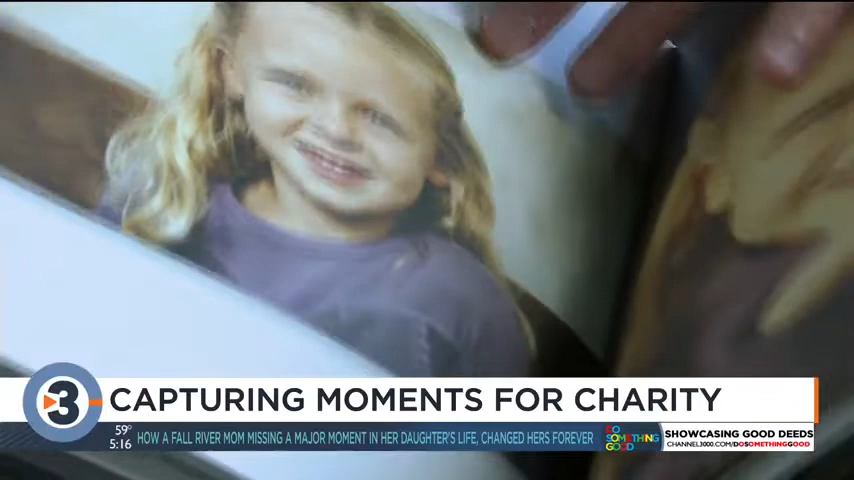 3
CAPTURING MOMENTS FOR CHARITY
59°
5:16
HOW A FALL RIVER MOM MISSING A MAJOR MOMENT IN HER DAUGHTER'S LIFE, CHANGED HERS FOREVER
DO
SOMETHING
GOOD
SHOWCASING GOOD DEEDS
CHANNEL3000.COM/DOSOMETHINGGOOD